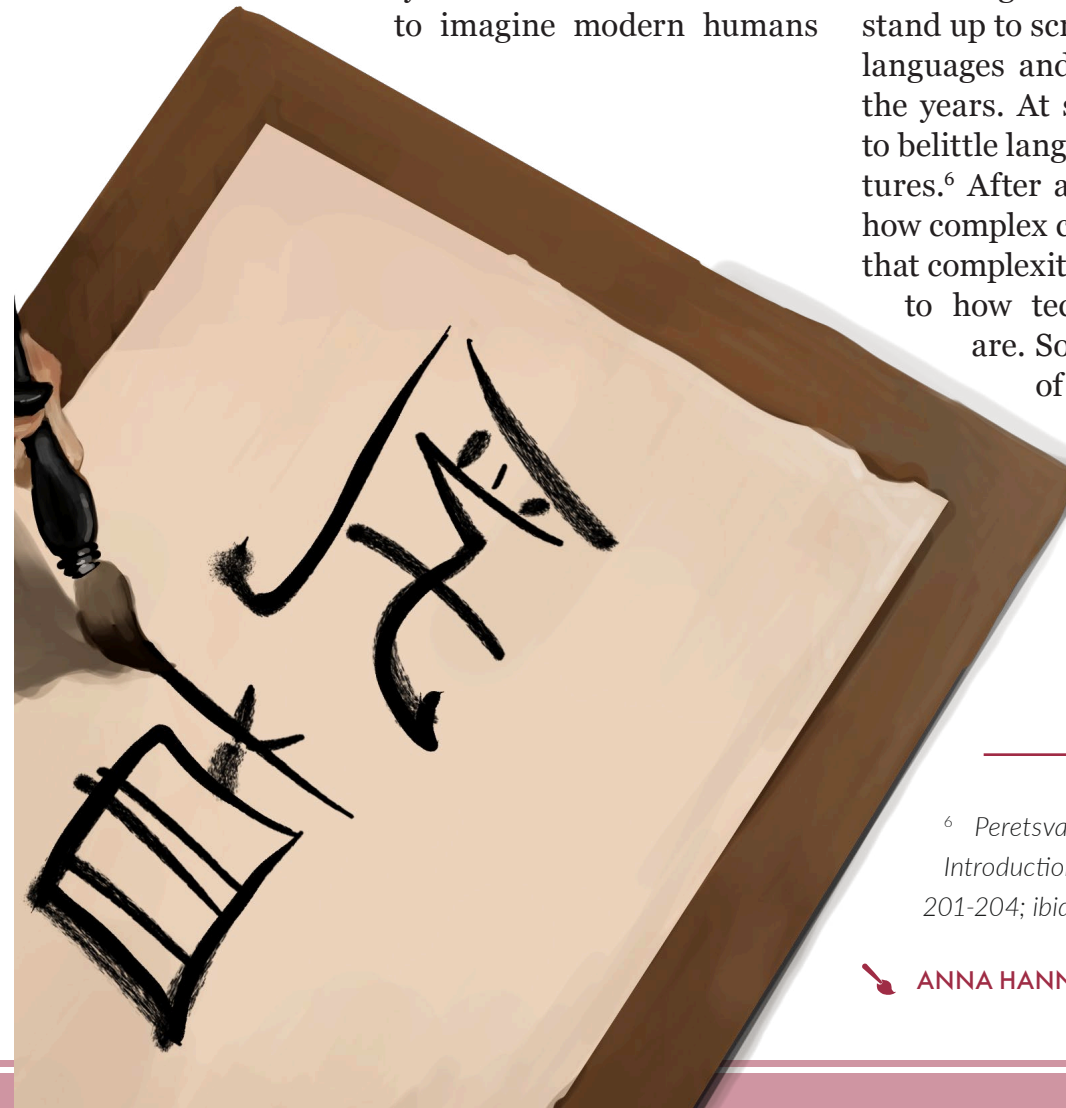 to imagine modern humans
stand up to scr
languages and
the years. At s
to belittle lang
tures.⁶ After a
how complex c
that complexit
to how tec
are. So
of
⁶ Peretsva
Introduction
201-204; ibid
ANNA HANN